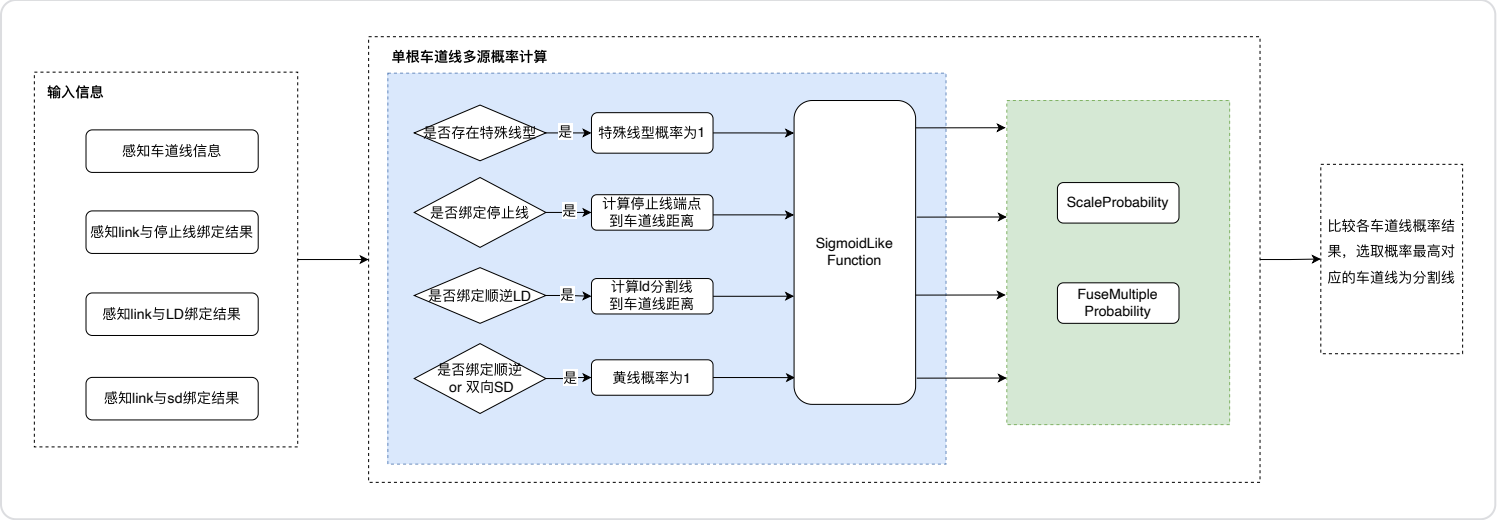 输入信息
感知车道线信息
感知link与停止线绑定结果
感知link与LD绑定结果
感知link与sd绑定结果
单根车道线多源概率计算
是否存在特殊线型
是
特殊线型概率为1
是否绑定停止线
是
计算停止线端点
到车道线距离
是否绑定顺逆LD
是
计算ld分割线
到车道线距离
是否绑定顺逆
or 双向SD
是
黄线概率为1
SigmoidLike
Function
ScaleProbability
FuseMultiple
Probability
比较各车道线概率结
果，选取概率最高对
应的车道线为分割线